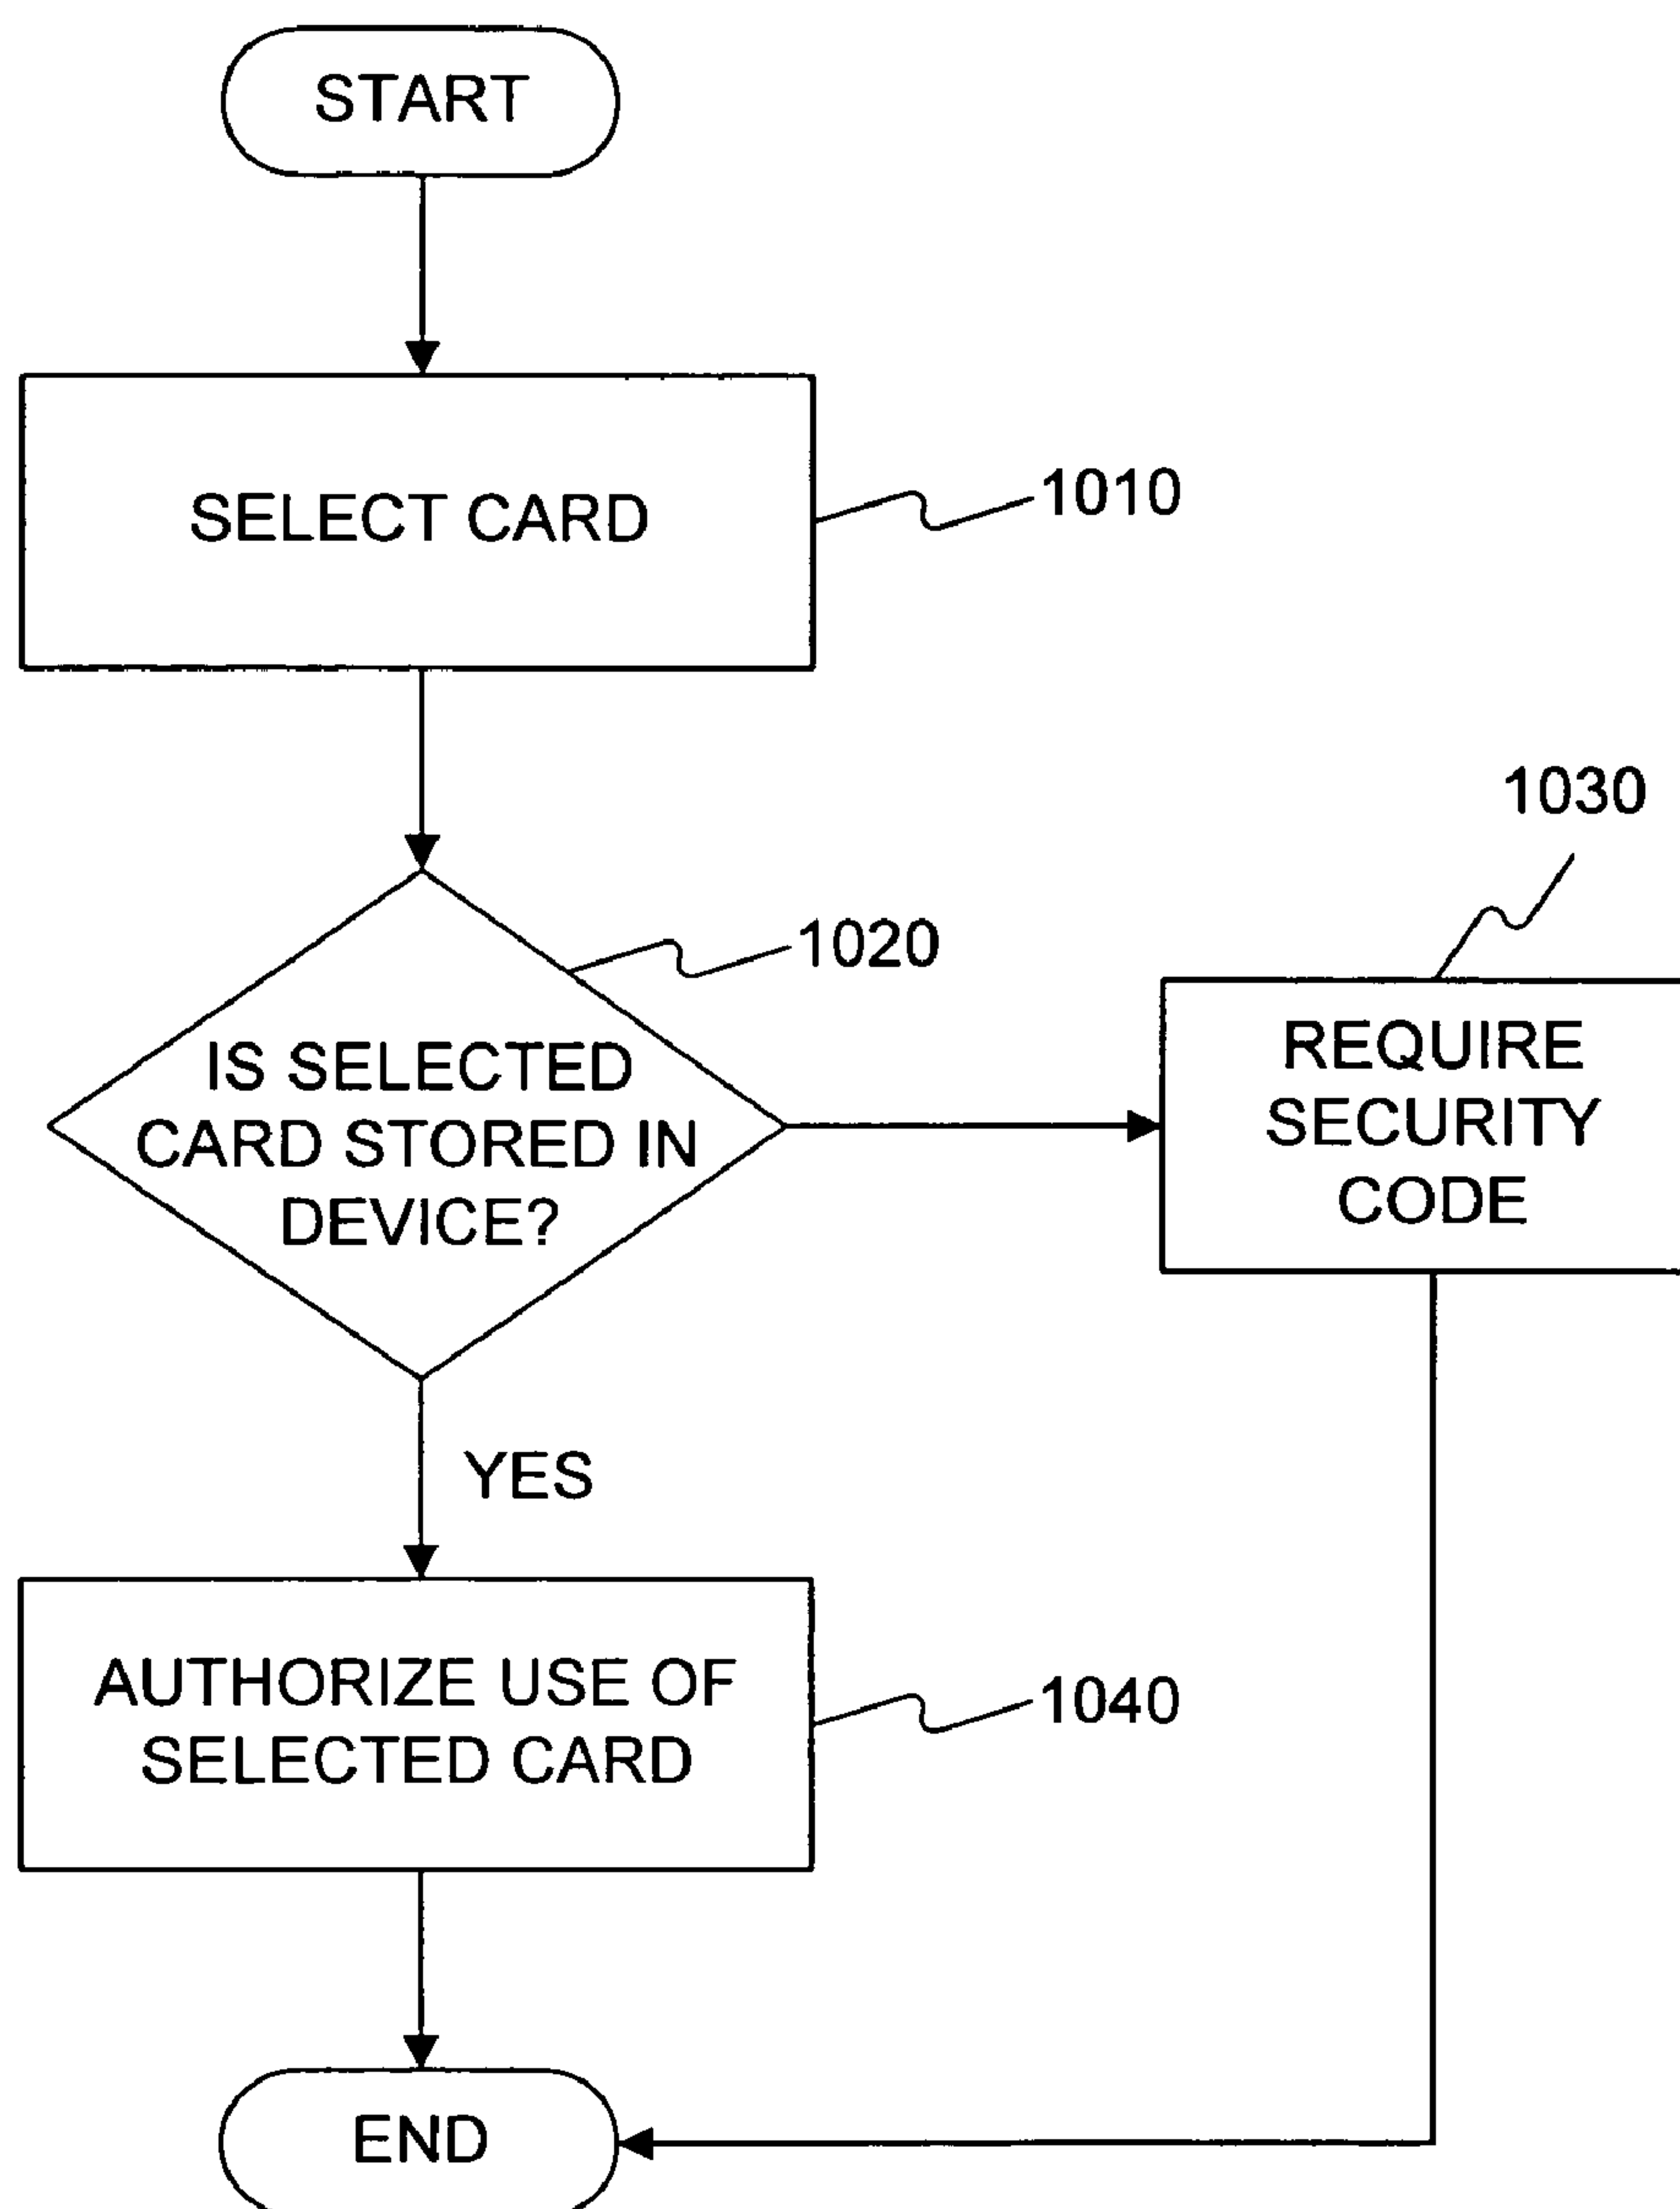 START
SELECT CARD
1010
1030
1020
IS SELECTED
CARD STORED IN
DEVICE?
REQUIRE
SECURITY
CODE
YES
AUTHORIZE USE OF
SELECTED CARD
1040
END